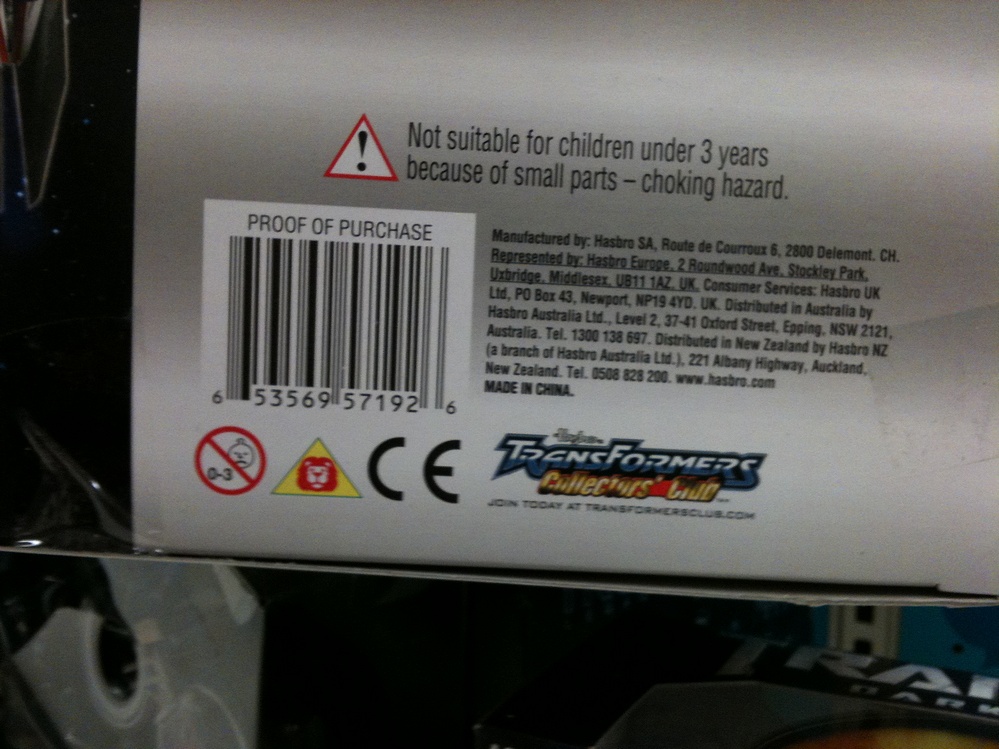 Not suitable for children under 3 years
because of small parts – choking hazard.
PROOF OF PURCHASE
6 53569 57192 6
Manufactured by: Hasbro SA, Route de Courroux 6, 2800 Delemont. CH.
Represented by: Hasbro Europe, 2 Roundwood Ave, Stockley Park,
Uxbridge, Middlesex, UB11 1AZ. UK. Consumer Services: Hasbro UK
Ltd, PO Box 43, Newport, NP19 4YD. UK. Distributed in Australia by
Hasbro Australia Ltd., Level 2, 37-41 Oxford Street, Epping, NSW 2121,
Australia. Tel. 1300 138 697. Distributed in New Zealand by Hasbro NZ
(a branch of Hasbro Australia Ltd.), 221 Albany Highway, Auckland,
New Zealand. Tel. 0508 828 200. www.hasbro.com
MADE IN CHINA.
0-3
CE
Hasbro
TRANSFORMERS
Collectors' Club™
JOIN TODAY AT TRANSFORMERSCLUB.COM
TRA
DARK